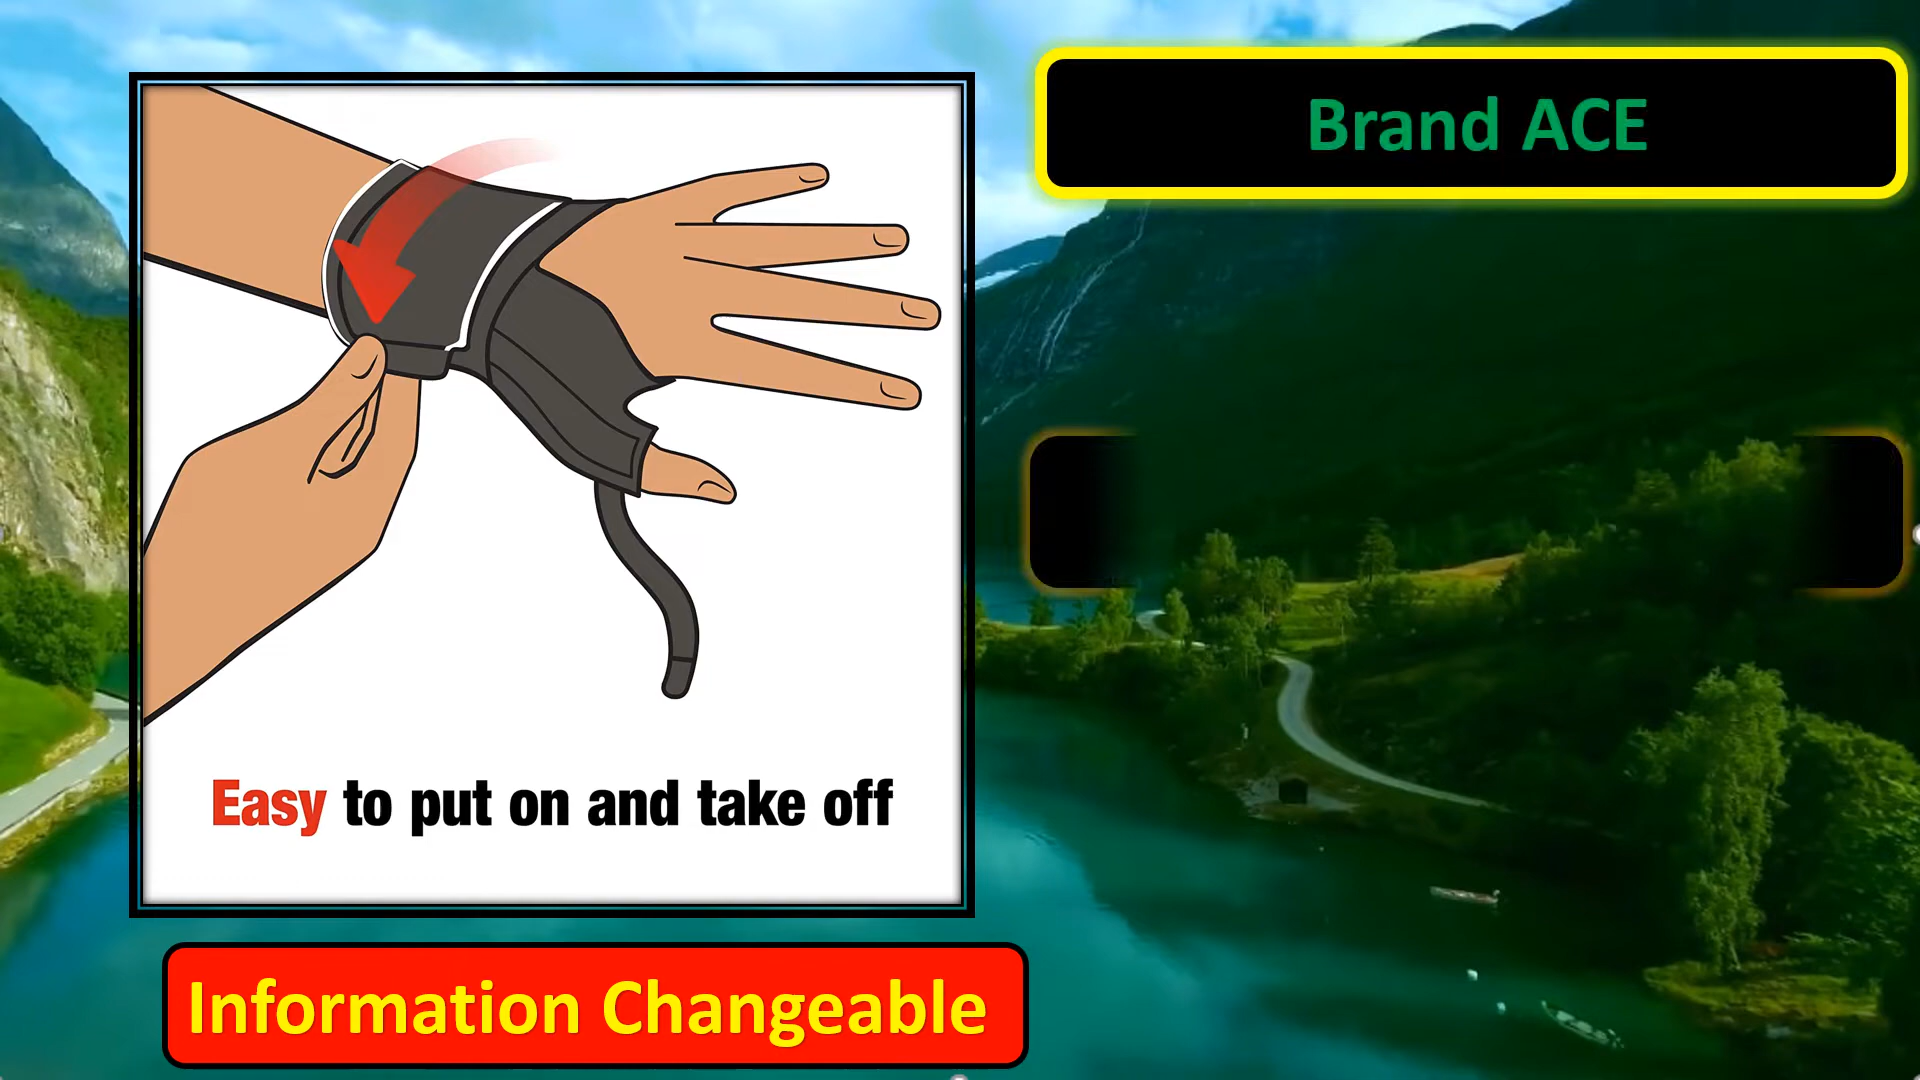 Brand ACE
Easy to put on and take off
Information Changeable